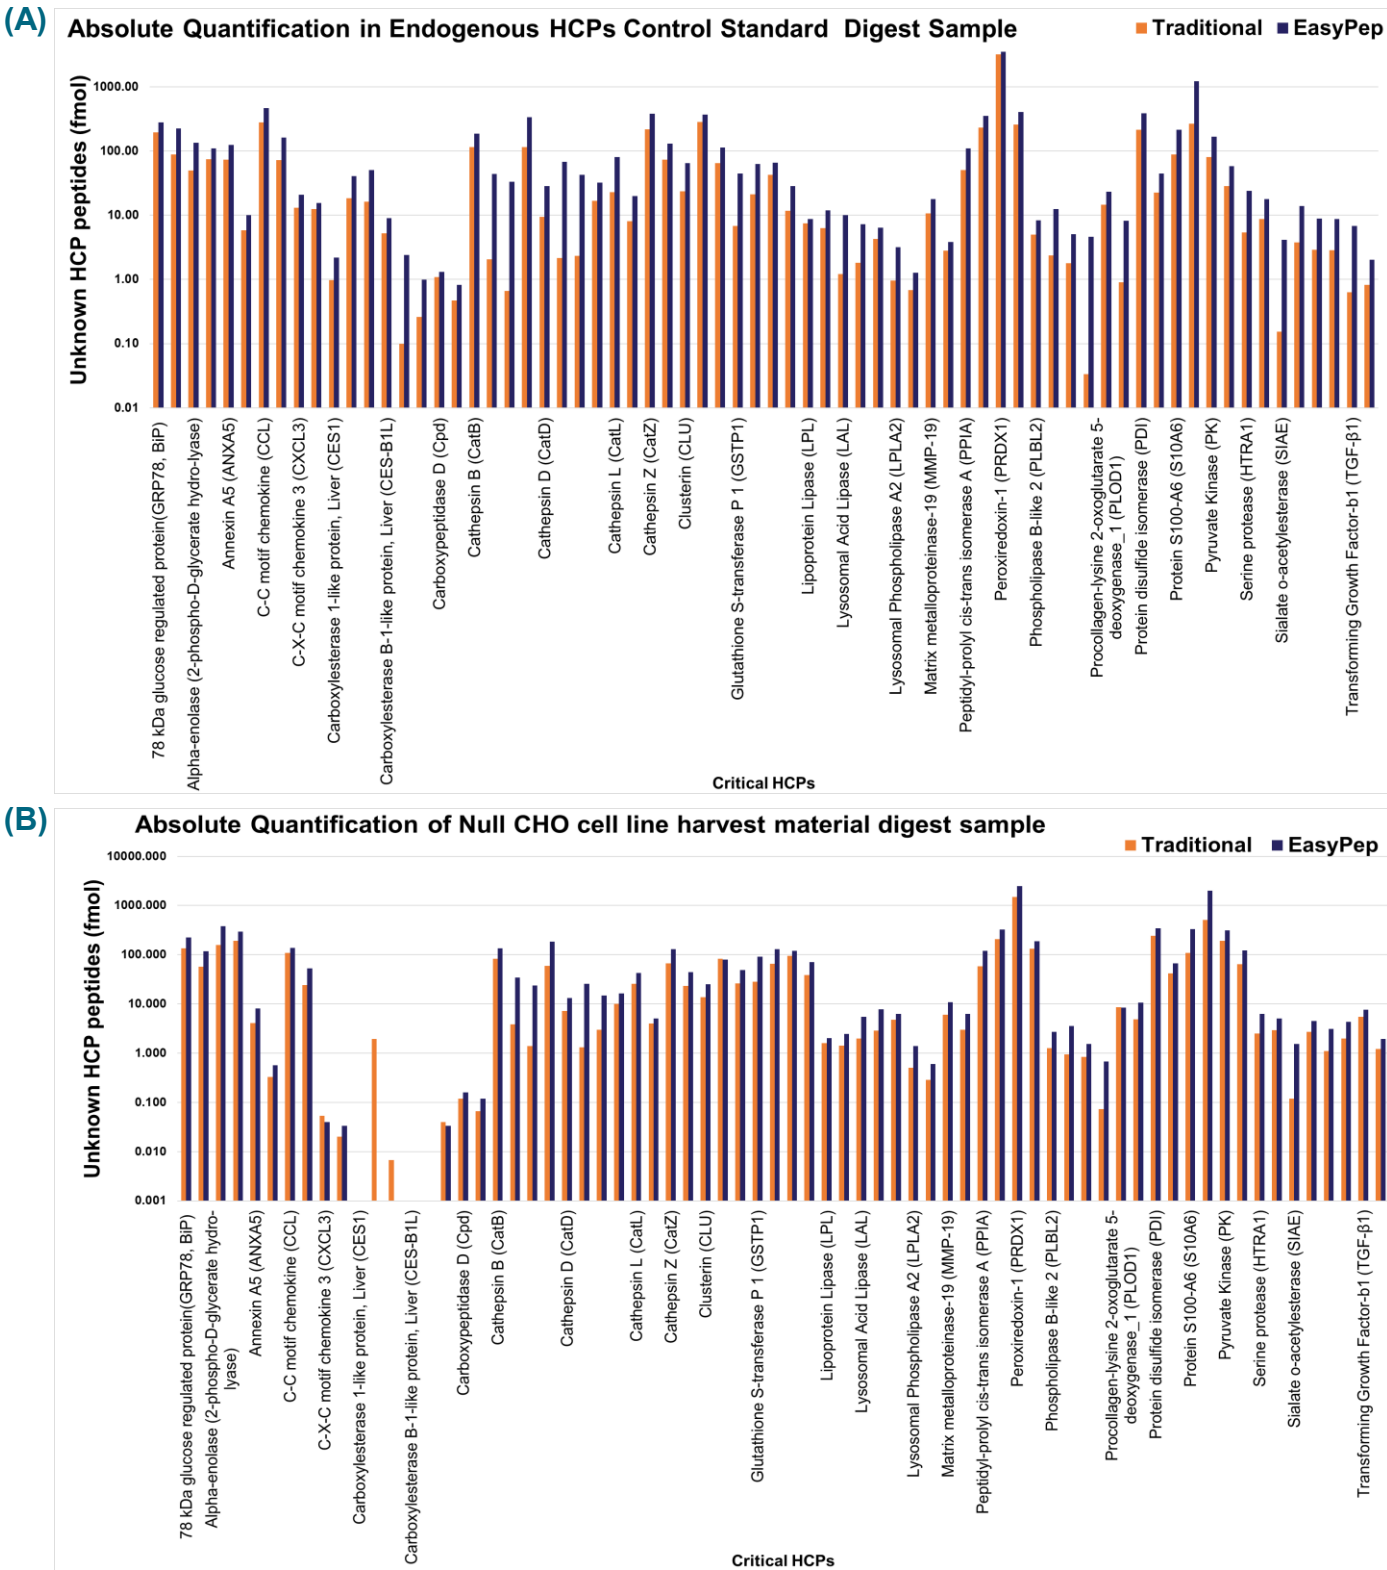 (A)
Absolute Quantification in Endogenous HCPs Control Standard Digest Sample
Traditional
EasyPep
Unknown HCP peptides (fmol)
1000.00
100.00
10.00
1.00
0.10
0.01
78 kDa glucose regulated protein(GRP78, BiP)
Alpha-enolase (2-phospho-D-glycerate hydro-lyase)
Annexin A5 (ANXA5)
C-C motif chemokine (CCL)
C-X-C motif chemokine 3 (CXCL3)
Carboxylesterase 1-like protein, Liver (CES1)
Carboxylesterase B-1-like protein, Liver (CES-B1L)
Carboxypeptidase D (Cpd)
Cathepsin B (CatB)
Cathepsin D (CatD)
Cathepsin L (CatL)
Cathepsin Z (CatZ)
Clusterin (CLU)
Glutathione S-transferase P 1 (GSTP1)
Lipoprotein Lipase (LPL)
Lysosomal Acid Lipase (LAL)
Lysosomal Phospholipase A2 (LPLA2)
Matrix metalloproteinase-19 (MMP-19)
Peptidyl-prolyl cis-trans isomerase A (PPIA)
Peroxiredoxin-1 (PRDX1)
Phospholipase B-like 2 (PLBL2)
Procollagen-lysine 2-oxoglutarate 5-
deoxygenase_1 (PLOD1)
Protein disulfide isomerase (PDI)
Protein S100-A6 (S10A6)
Pyruvate Kinase (PK)
Serine protease (HTRA1)
Sialate o-acetylesterase (SIAE)
Transforming Growth Factor-b1 (TGF-β1)
Critical HCPs
(B)
Absolute Quantification of Null CHO cell line harvest material digest sample
Traditional
EasyPep
Unknown HCP peptides (fmol)
10000.000
1000.000
100.000
10.000
1.000
0.100
0.010
0.001
78 kDa glucose regulated protein(GRP78, BiP)
Alpha-enolase (2-phospho-D-glycerate hydro-
lyase)
Annexin A5 (ANXA5)
C-C motif chemokine (CCL)
C-X-C motif chemokine 3 (CXCL3)
Carboxylesterase 1-like protein, Liver (CES1)
Carboxylesterase B-1-like protein, Liver (CES-B1L)
Carboxypeptidase D (Cpd)
Cathepsin B (CatB)
Cathepsin D (CatD)
Cathepsin L (CatL)
Cathepsin Z (CatZ)
Clusterin (CLU)
Glutathione S-transferase P 1 (GSTP1)
Lipoprotein Lipase (LPL)
Lysosomal Acid Lipase (LAL)
Lysosomal Phospholipase A2 (LPLA2)
Matrix metalloproteinase-19 (MMP-19)
Peptidyl-prolyl cis-trans isomerase A (PPIA)
Peroxiredoxin-1 (PRDX1)
Phospholipase B-like 2 (PLBL2)
Procollagen-lysine 2-oxoglutarate 5-
deoxygenase_1 (PLOD1)
Protein disulfide isomerase (PDI)
Protein S100-A6 (S10A6)
Pyruvate Kinase (PK)
Serine protease (HTRA1)
Sialate o-acetylesterase (SIAE)
Transforming Growth Factor-b1 (TGF-β1)
Critical HCPs